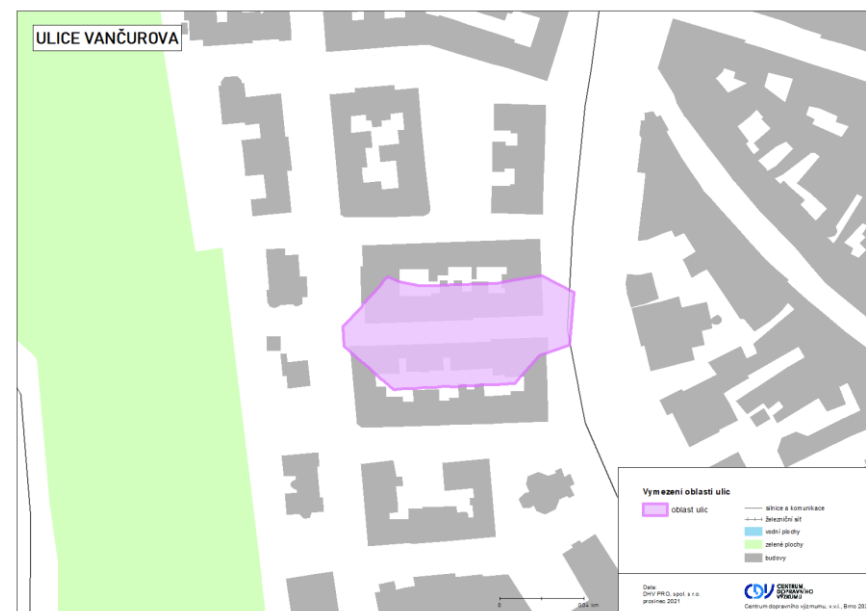 ULICE VANČUROVA
Vymezení oblasti ulic
oblast ulic
silnice a komunikace
železniční síť
vodní plochy
zelené plochy
budovy
0
0,04 km
Data:
DHV PRO, spol. s r.o.
prosinec 2021
CDV CENTRUM
DOPRAVNÍHO
VÝZKUMU
Centrum dopravního výzkumu, v.v.i., Brno